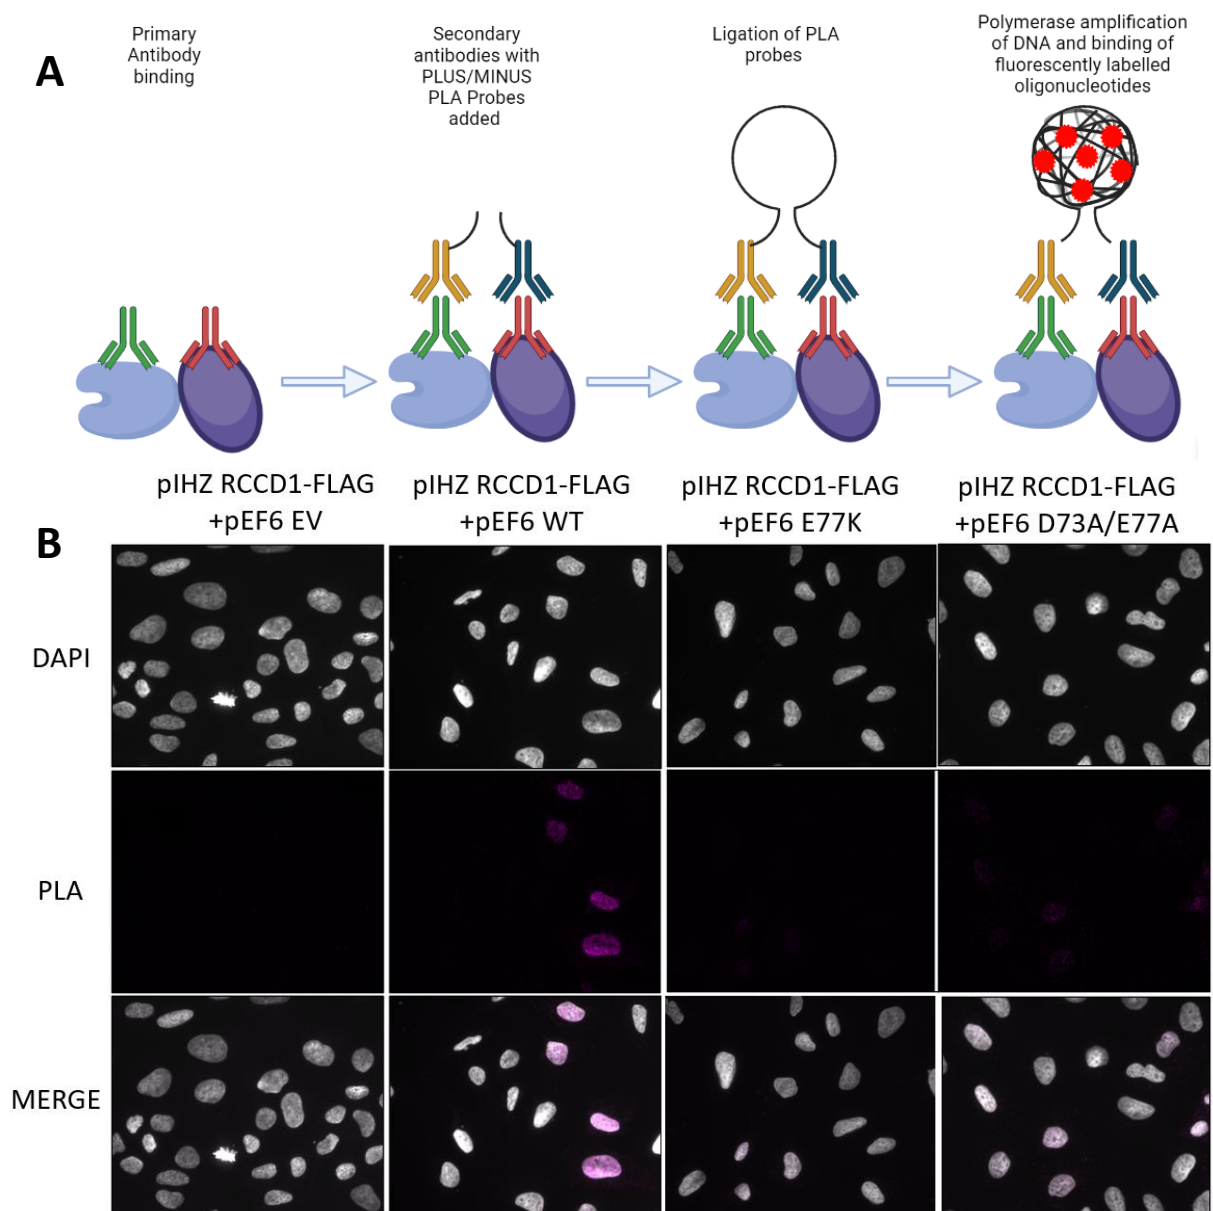 A
Primary
Antibody
binding
Secondary
antibodies with
PLUS/MINUS
PLA Probes
added
Ligation of PLA
probes
Polymerase amplification
of DNA and binding of
fluorescently labelled
oligonucleotides
B
pIHZ RCCD1-FLAG
+pEF6 EV
pIHZ RCCD1-FLAG
+pEF6 WT
pIHZ RCCD1-FLAG
+pEF6 E77K
pIHZ RCCD1-FLAG
+pEF6 D73A/E77A
DAPI
PLA
MERGE